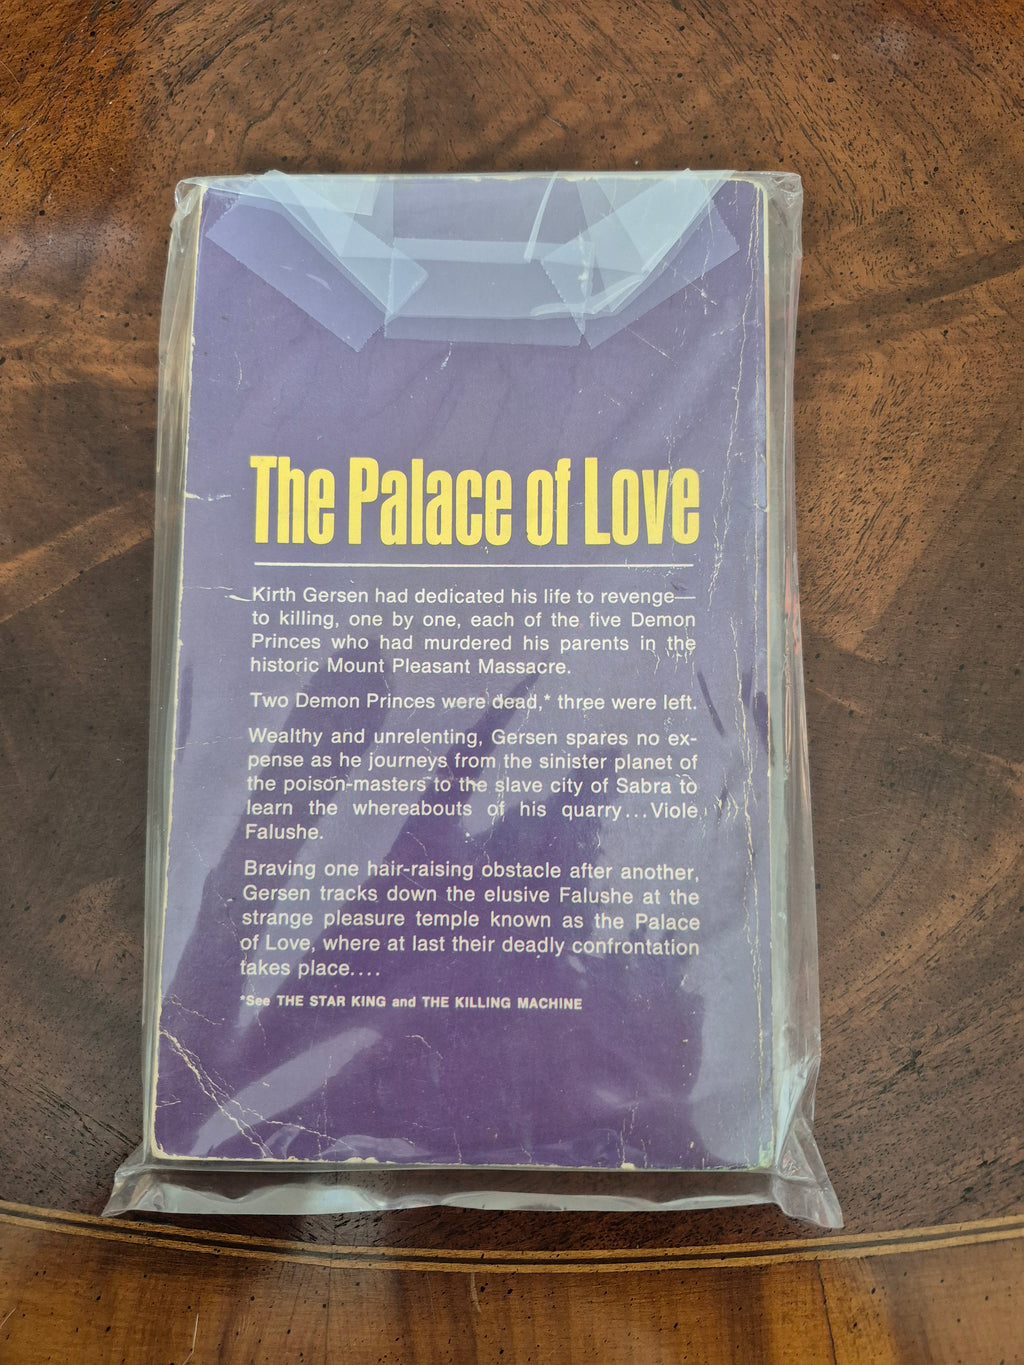 The Palace of Love
Kirth Gersen had dedicated his life to revenge—
to killing, one by one, each of the five Demon
Princes who had murdered his parents in the
historic Mount Pleasant Massacre.
Two Demon Princes were dead,* three were left.
Wealthy and unrelenting, Gersen spares no ex-
pense as he journeys from the sinister planet of
the poison-masters to the slave city of Sabra to
learn the whereabouts of his quarry...Viole
Falushe.
Braving one hair-raising obstacle after another,
Gersen tracks down the elusive Falushe at the
strange pleasure temple known as the Palace
of Love, where at last their deadly confrontation
takes place....
*See THE STAR KING and THE KILLING MACHINE